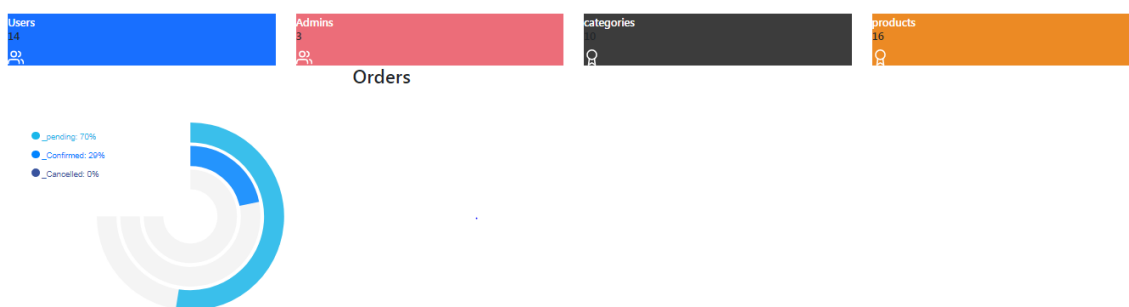 Users
14
Admins
3
categories
10
products
16
Orders
_pending: 70%
_Confirmed: 29%
_Cancelled: 0%